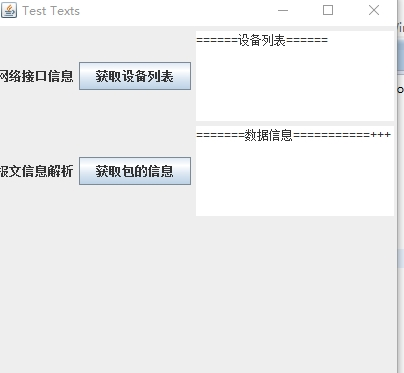 Test Texts
======设备列表======
网络接口信息 获取设备列表
=======数据信息===========+++
报文信息解析 获取包的信息